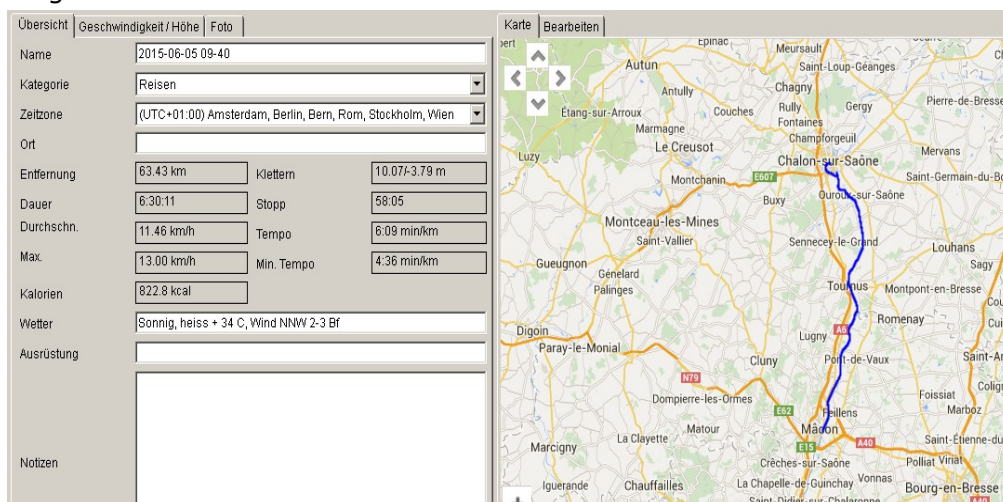 Übersicht Geschwindigkeit / Höhe Foto
Name 2015-06-05 09-40
Kategorie Reisen
Zeitzone (UTC+01:00) Amsterdam, Berlin, Bern, Rom, Stockholm, Wien
Ort
Entfernung 63.43 km Klettern 10.07/-3.79 m
Dauer 6:30:11 Stopp 58:05
Durchschn. 11.46 km/h Tempo 6:09 min/km
Max. 13.00 km/h Min. Tempo 4:36 min/km
Kalorien 822.8 kcal
Wetter Sonnig, heiss + 34 C, Wind NNW 2-3 Bf
Ausrüstung
Notizen
Karte Bearbeiten
Epinac Meursault
Autun Saint-Loup-Géanges
Antully Chagny
Étang-sur-Arroux Couches Rully Gergy Pierre-de-Bresse
Marmagne Fontaines
Le Creusot Champforgeuil
Luzy Chalon-sur-Saône Mervans
Montchanin E607 Saint-Germain-du-Bo
Buxy Ouroux-sur-Saône
Montceau-les-Mines
Saint-Vallier Sennecey-le-Grand Louhans
Gueugnon Génelard Sagy
Palinges Tournus Montpont-en-Bresse
Digoin A6 Romenay
Paray-le-Monial Lugny
Cluny Pont-de-Vaux Saint-A
N79
Dompierre-les-Ormes Foissiat
E62 Feillens Marboz
La Clayette Matour Mâcon
Marcigny E15 A40 Saint-Étienne-du
Crêches-sur-Saône Polliat Viriat
Iguerande Chauffailles La Chapelle-de-Guinchay Vonnas Bourg-en-Bresse
Saint-Didier-sur-Chalaronne A40